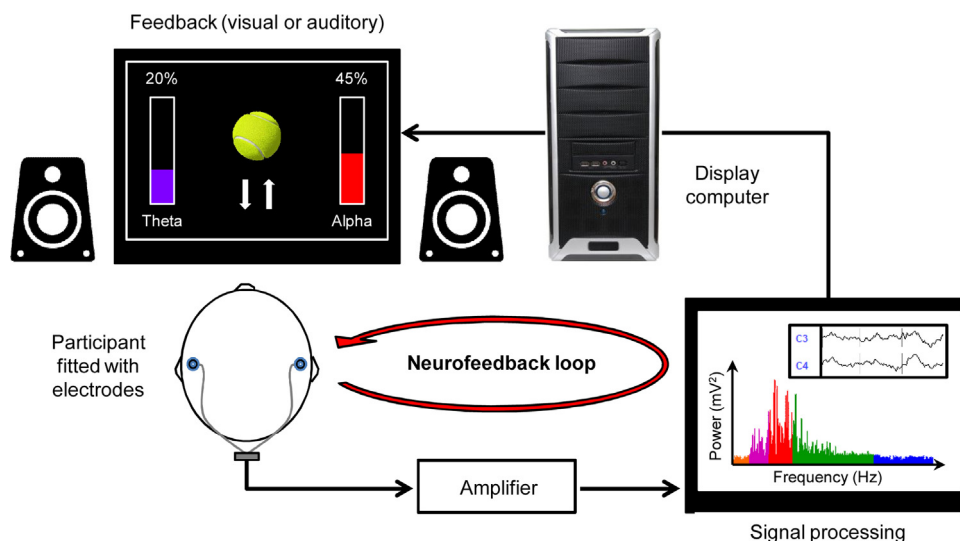 Feedback (visual or auditory)
20%
45%
Theta
Alpha
Display
computer
Participant
fitted with
electrodes
Neurofeedback loop
C3
C4
Power (mV²)
Frequency (Hz)
Amplifier
Signal processing